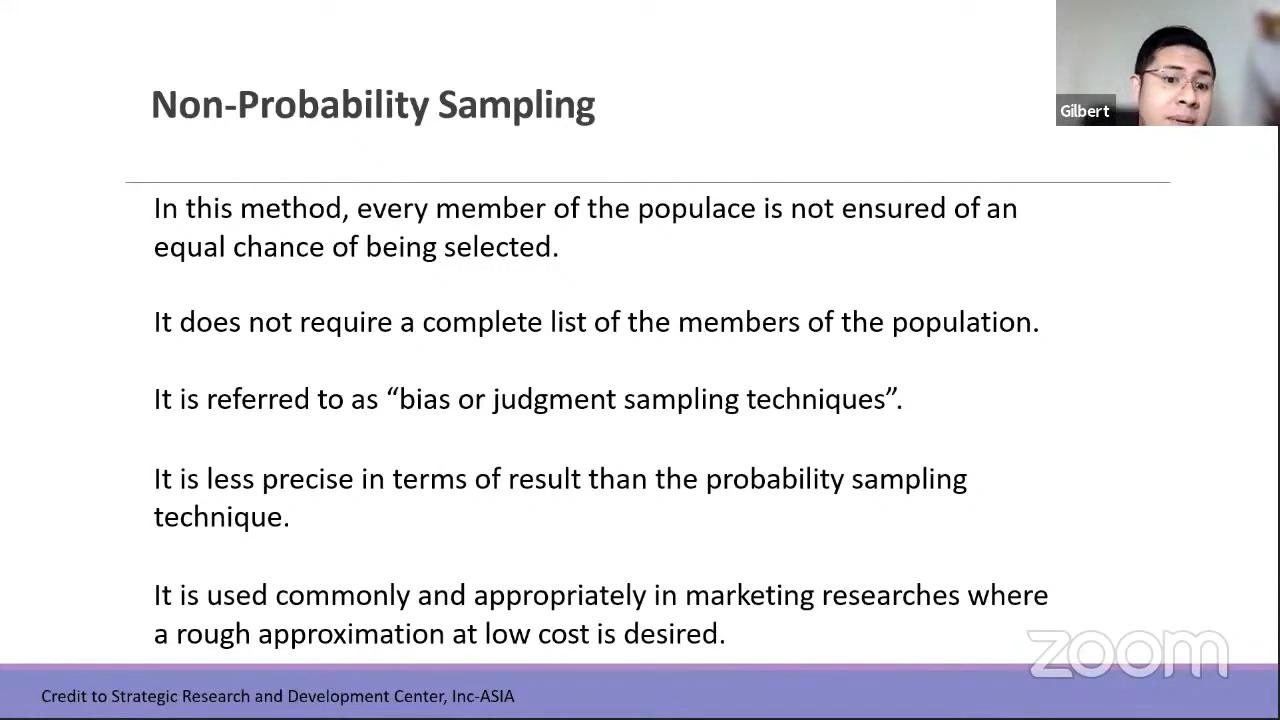 Non-Probability Sampling
Gilbert
In this method, every member of the populace is not ensured of an
equal chance of being selected.
It does not require a complete list of the members of the population.
It is referred to as “bias or judgment sampling techniques”.
It is less precise in terms of result than the probability sampling
technique.
It is used commonly and appropriately in marketing researches where
a rough approximation at low cost is desired.
zoom
Credit to Strategic Research and Development Center, Inc-ASIA